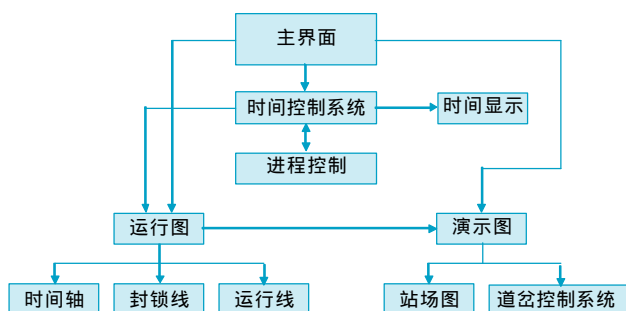 主界面
时间控制系统
时间显示
进程控制
运行图
演示图
时间轴
封锁线
运行线
站场图
道岔控制系统